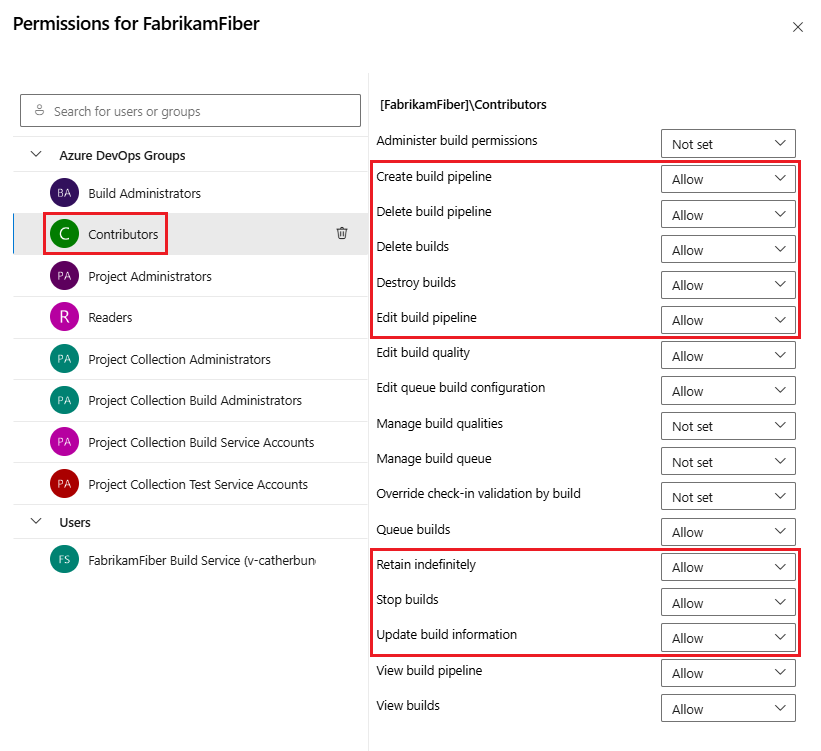 Permissions for FabrikamFiber
Search for users or groups
Azure DevOps Groups
BA Build Administrators
C Contributors
PA Project Administrators
R Readers
PA Project Collection Administrators
PA Project Collection Build Administrators
PA Project Collection Build Service Accounts
PA Project Collection Test Service Accounts
Users
FS FabrikamFiber Build Service (v-catherbun
[FabrikamFiber]\Contributors
Administer build permissions Not set
Create build pipeline Allow
Delete build pipeline Allow
Delete builds Allow
Destroy builds Allow
Edit build pipeline Allow
Edit build quality Allow
Edit queue build configuration Allow
Manage build qualities Not set
Manage build queue Not set
Override check-in validation by build Not set
Queue builds Allow
Retain indefinitely Allow
Stop builds Allow
Update build information Allow
View build pipeline Allow
View builds Allow